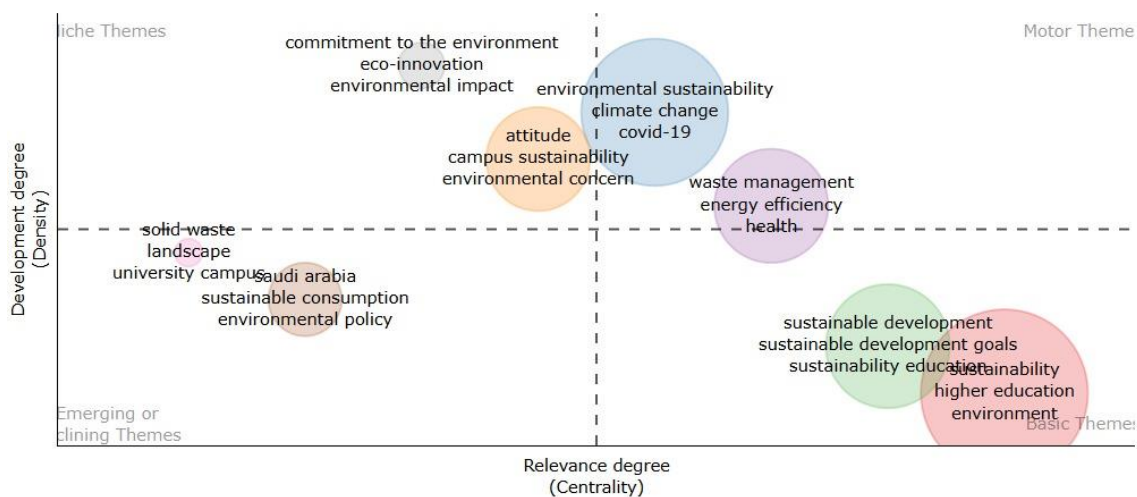 liche Themes
Motor Theme
commitment to the environment
eco-innovation
environmental impact
environmental sustainability
climate change
covid-19
attitude
campus sustainability
environmental concern
waste management
energy efficiency
health
solid waste
landscape
university campus
saudi arabia
sustainable consumption
environmental policy
sustainable development
sustainable development goals
sustainability education
sustainability
higher education
environment
Emerging or
clining Themes
Basic Themes
Development degree
(Density)
Relevance degree
(Centrality)